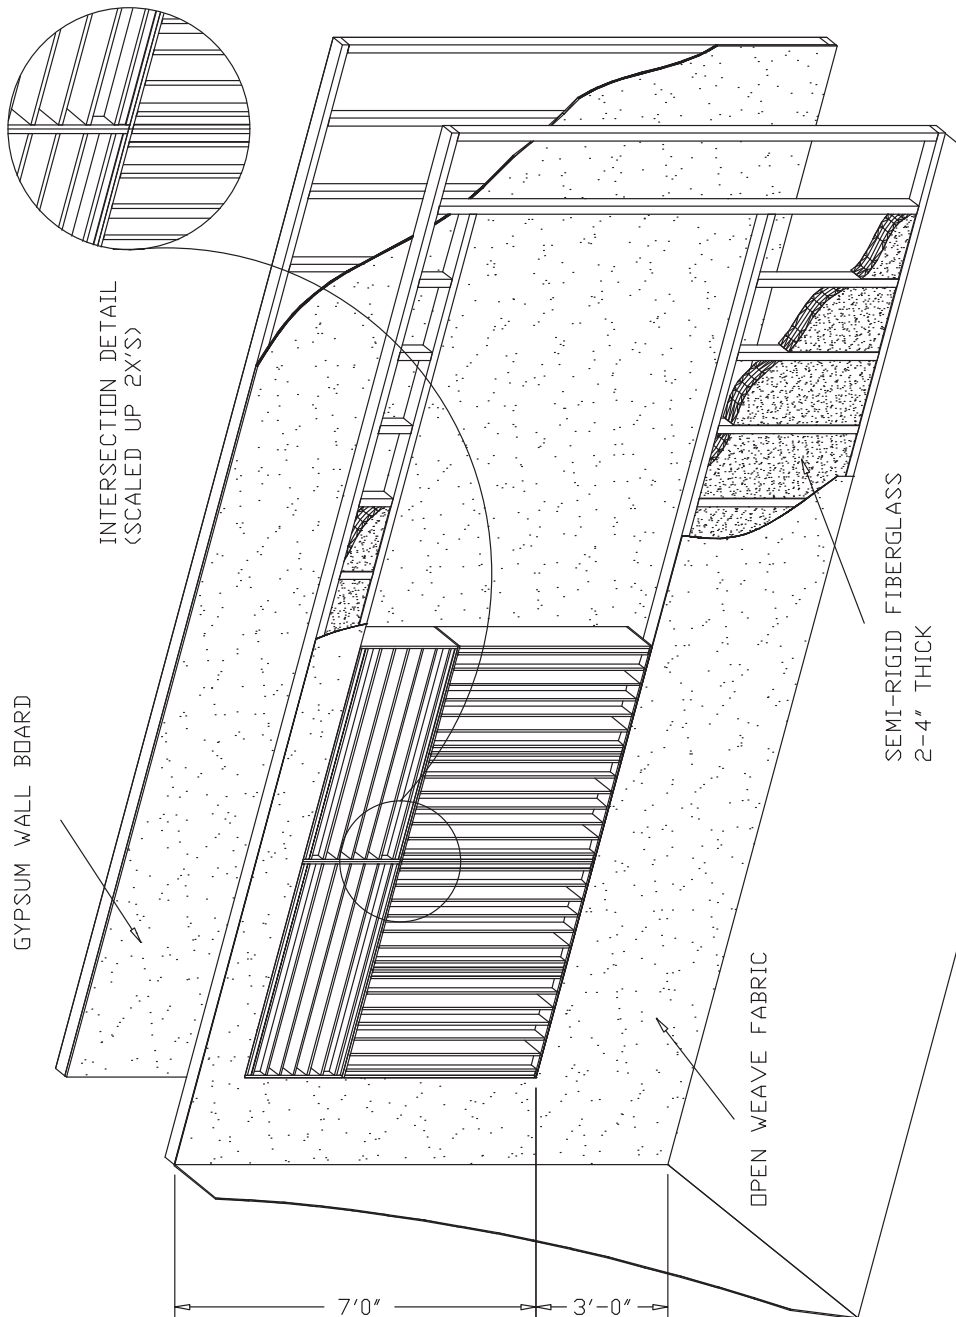 INTERSECTION DETAIL
(SCALED UP 2X'S)
GYPSUM WALL BOARD
SEMI-RIGID FIBERGLASS
2-4" THICK
OPEN WEAVE FABRIC
7'0"
3'-0"